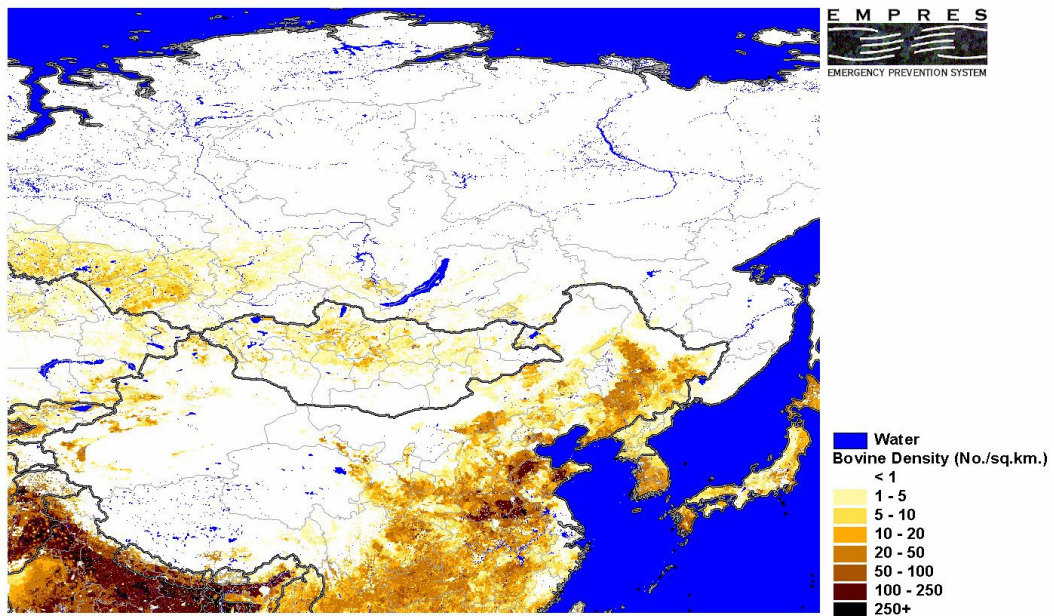 E M P R E S
EMERGENCY PREVENTION SYSTEM
Water
Bovine Density (No./sq.km.)
< 1
1 - 5
5 - 10
10 - 20
20 - 50
50 - 100
100 - 250
250+